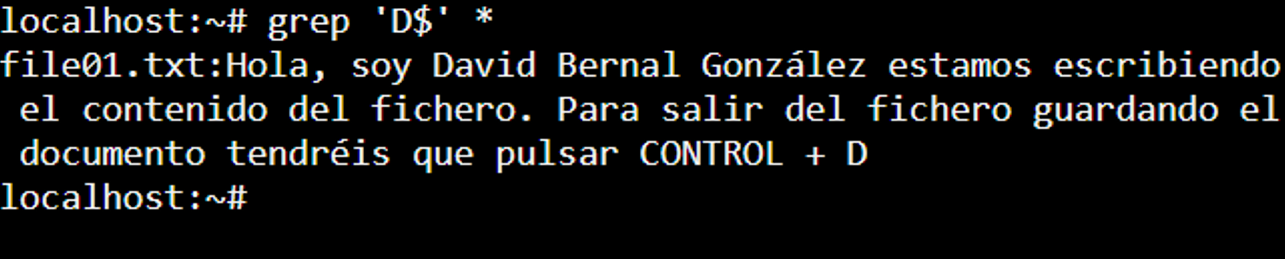 localhost:~# grep 'D$' *
file01.txt:Hola, soy David Bernal González estamos escribiendo
el contenido del fichero. Para salir del fichero guardando el
documento tendréis que pulsar CONTROL + D
localhost:~#